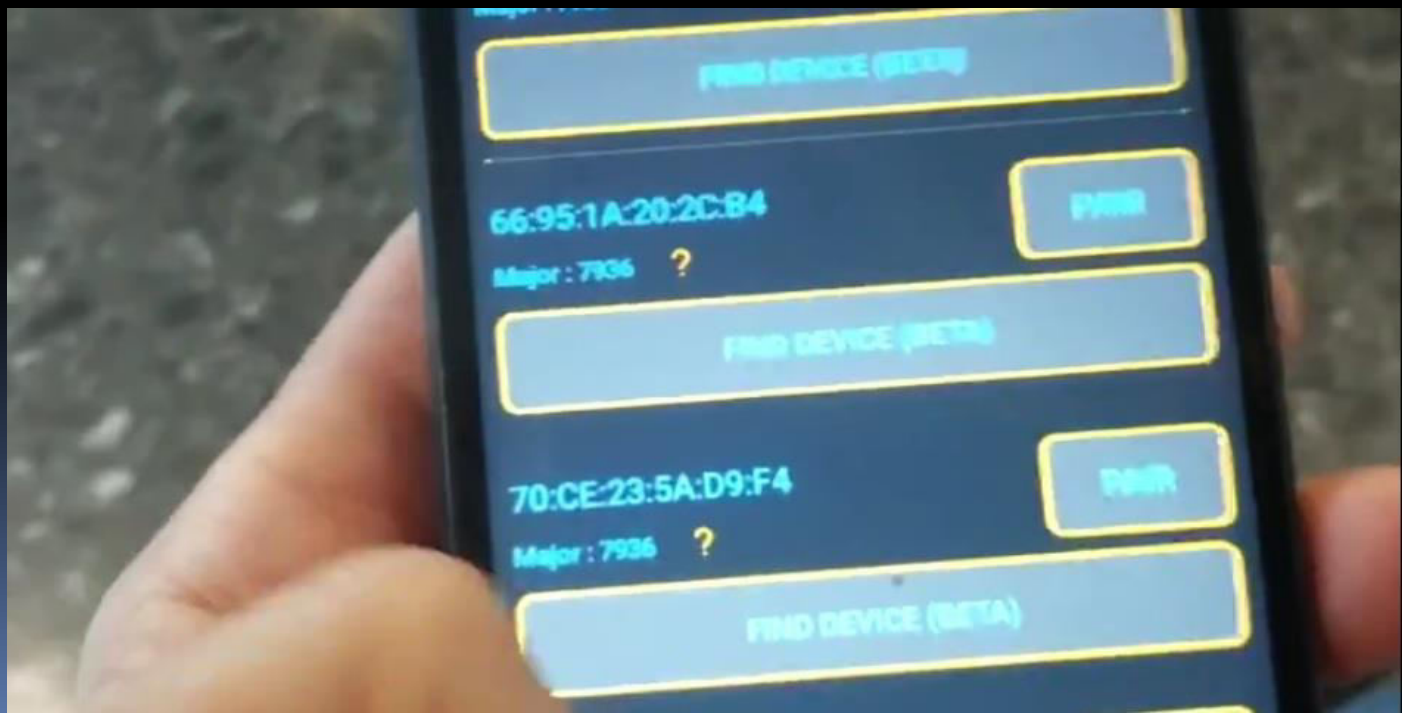 FIND DEVICE (BETA)
66:95:1A:20:2C:B4
PAIR
Major : 7936 ?
FIND DEVICE (BETA)
70:CE:23:5A:D9:F4
PAIR
Major : 7936 ?
FIND DEVICE (BETA)